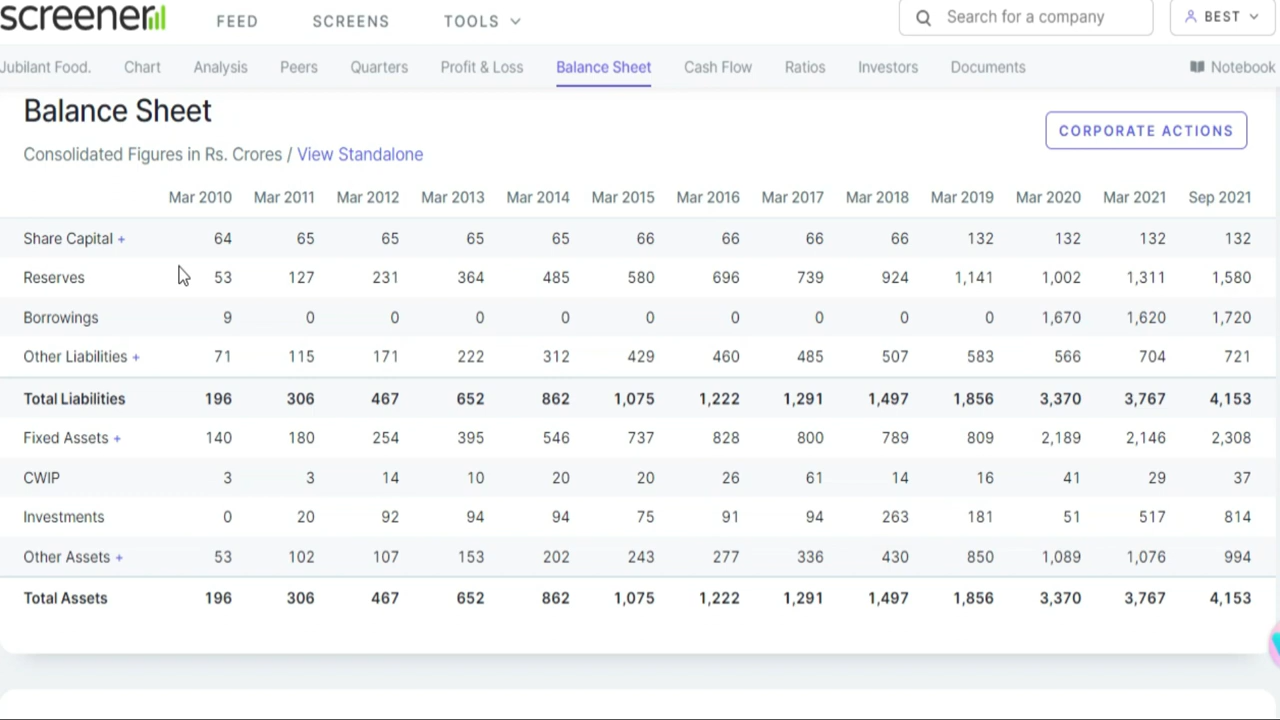 screener
FEED SCREENS TOOLS Search for a company BEST
Jubilant Food. Chart Analysis Peers Quarters Profit & Loss Balance Sheet Cash Flow Ratios Investors Documents Notebook
Balance Sheet
CORPORATE ACTIONS
Consolidated Figures in Rs. Crores / View Standalone
Mar 2010 Mar 2011 Mar 2012 Mar 2013 Mar 2014 Mar 2015 Mar 2016 Mar 2017 Mar 2018 Mar 2019 Mar 2020 Mar 2021 Sep 2021
Share Capital + 64 65 65 65 65 66 66 66 66 132 132 132 132
Reserves 53 127 231 364 485 580 696 739 924 1,141 1,002 1,311 1,580
Borrowings 9 0 0 0 0 0 0 0 0 0 1,670 1,620 1,720
Other Liabilities + 71 115 171 222 312 429 460 485 507 583 566 704 721
Total Liabilities 196 306 467 652 862 1,075 1,222 1,291 1,497 1,856 3,370 3,767 4,153
Fixed Assets + 140 180 254 395 546 737 828 800 789 809 2,189 2,146 2,308
CWIP 3 3 14 10 20 20 26 61 14 16 41 29 37
Investments 0 20 92 94 94 75 91 94 263 181 51 517 814
Other Assets + 53 102 107 153 202 243 277 336 430 850 1,089 1,076 994
Total Assets 196 306 467 652 862 1,075 1,222 1,291 1,497 1,856 3,370 3,767 4,153